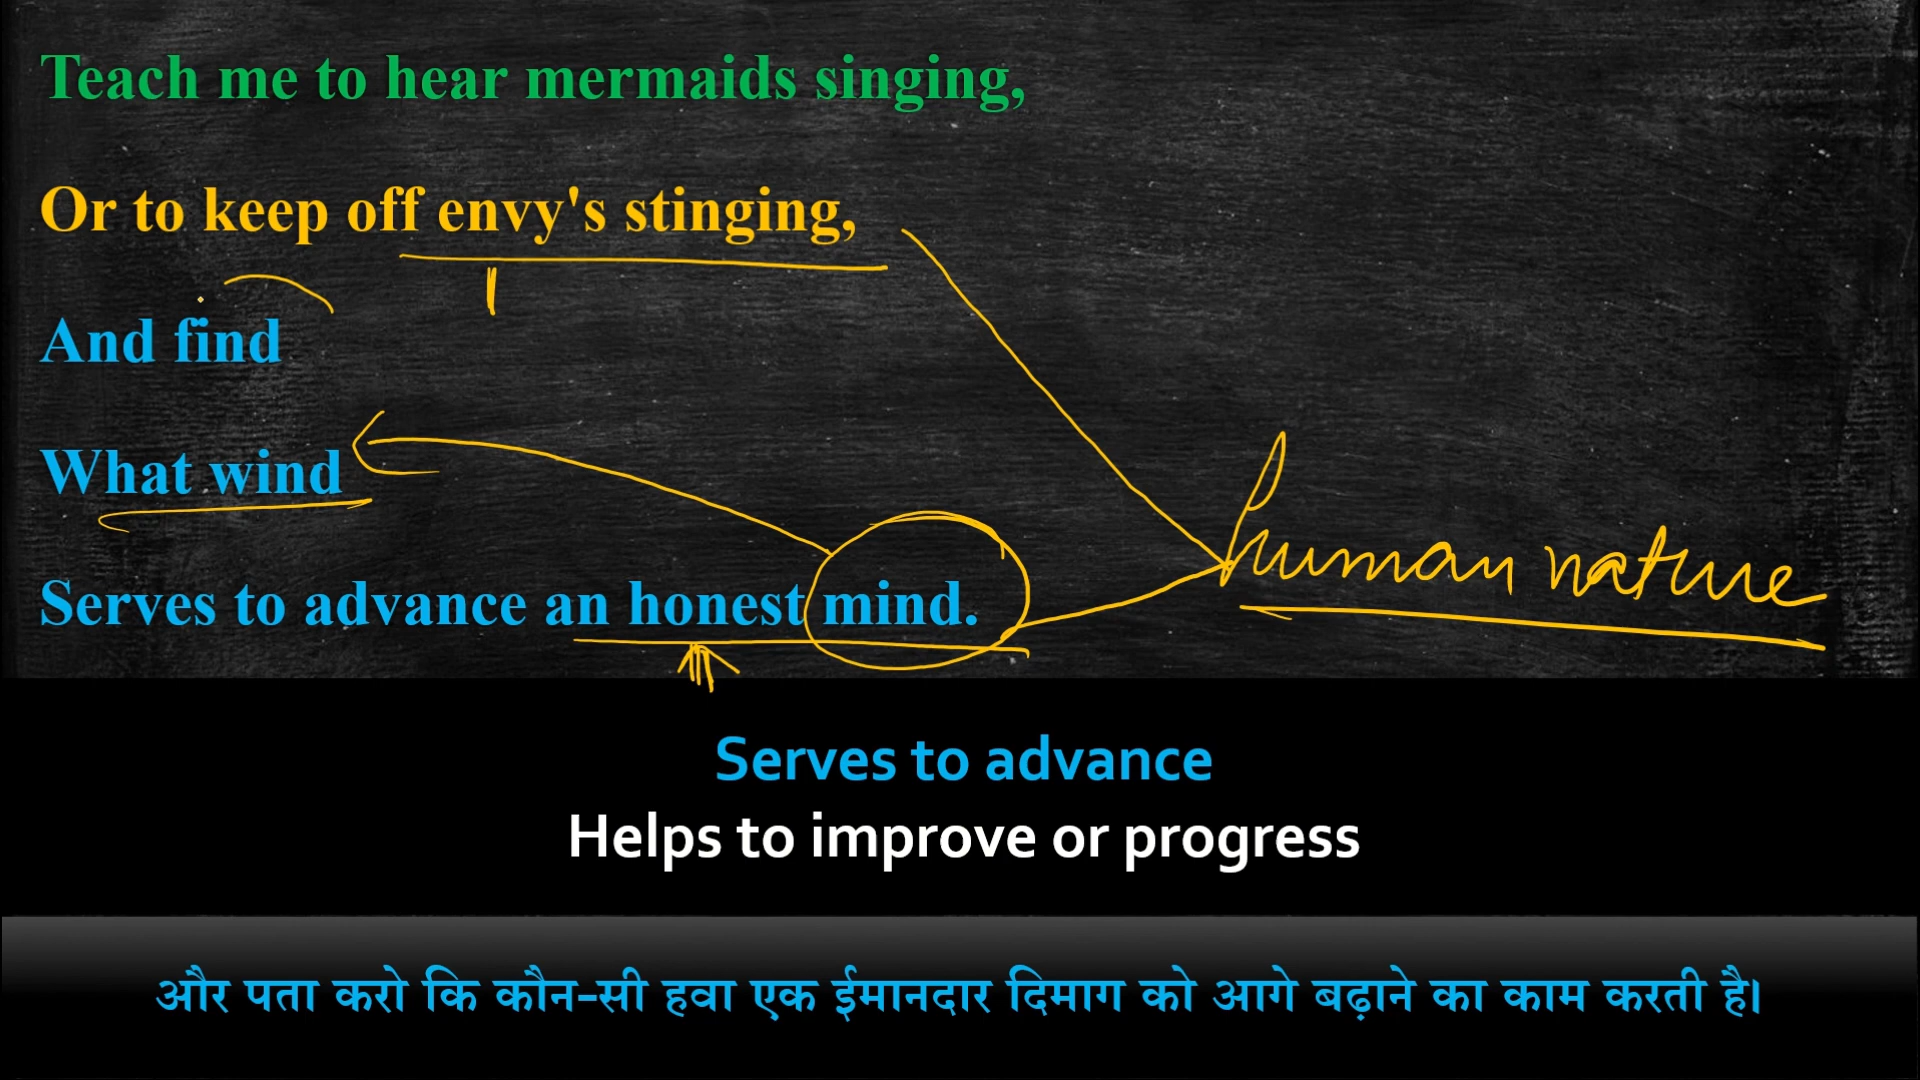 Teach me to hear mermaids singing,
Or to keep off envy's stinging,
And find
What wind
Serves to advance an honest mind.
human nature
Serves to advance
Helps to improve or progress
और पता करो कि कौन-सी हवा एक ईमानदार दिमाग को आगे बढ़ाने का काम करती है।